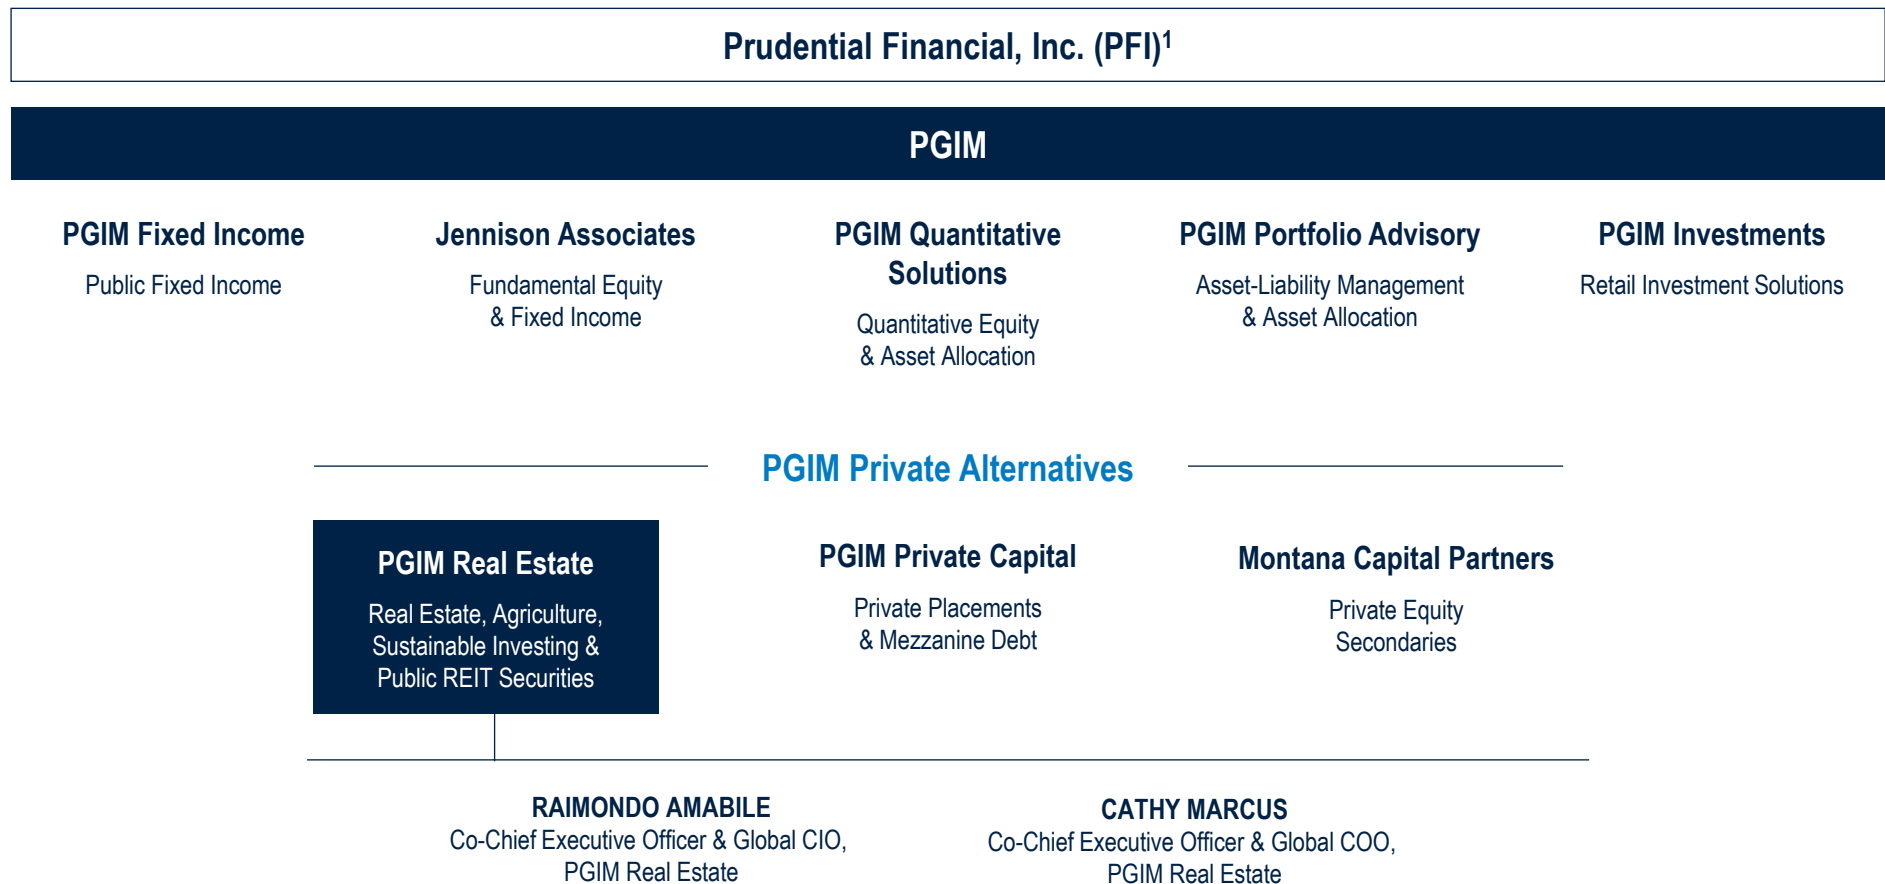 Prudential Financial, Inc. (PFI)¹
PGIM
PGIM Fixed Income
Public Fixed Income
Jennison Associates
Fundamental Equity
& Fixed Income
PGIM Quantitative
Solutions
Quantitative Equity
& Asset Allocation
PGIM Portfolio Advisory
Asset-Liability Management
& Asset Allocation
PGIM Investments
Retail Investment Solutions
PGIM Private Alternatives
PGIM Real Estate
Real Estate, Agriculture,
Sustainable Investing &
Public REIT Securities
PGIM Private Capital
Private Placements
& Mezzanine Debt
Montana Capital Partners
Private Equity
Secondaries
RAIMONDO AMABILE
Co-Chief Executive Officer & Global CIO,
PGIM Real Estate
CATHY MARCUS
Co-Chief Executive Officer & Global COO,
PGIM Real Estate